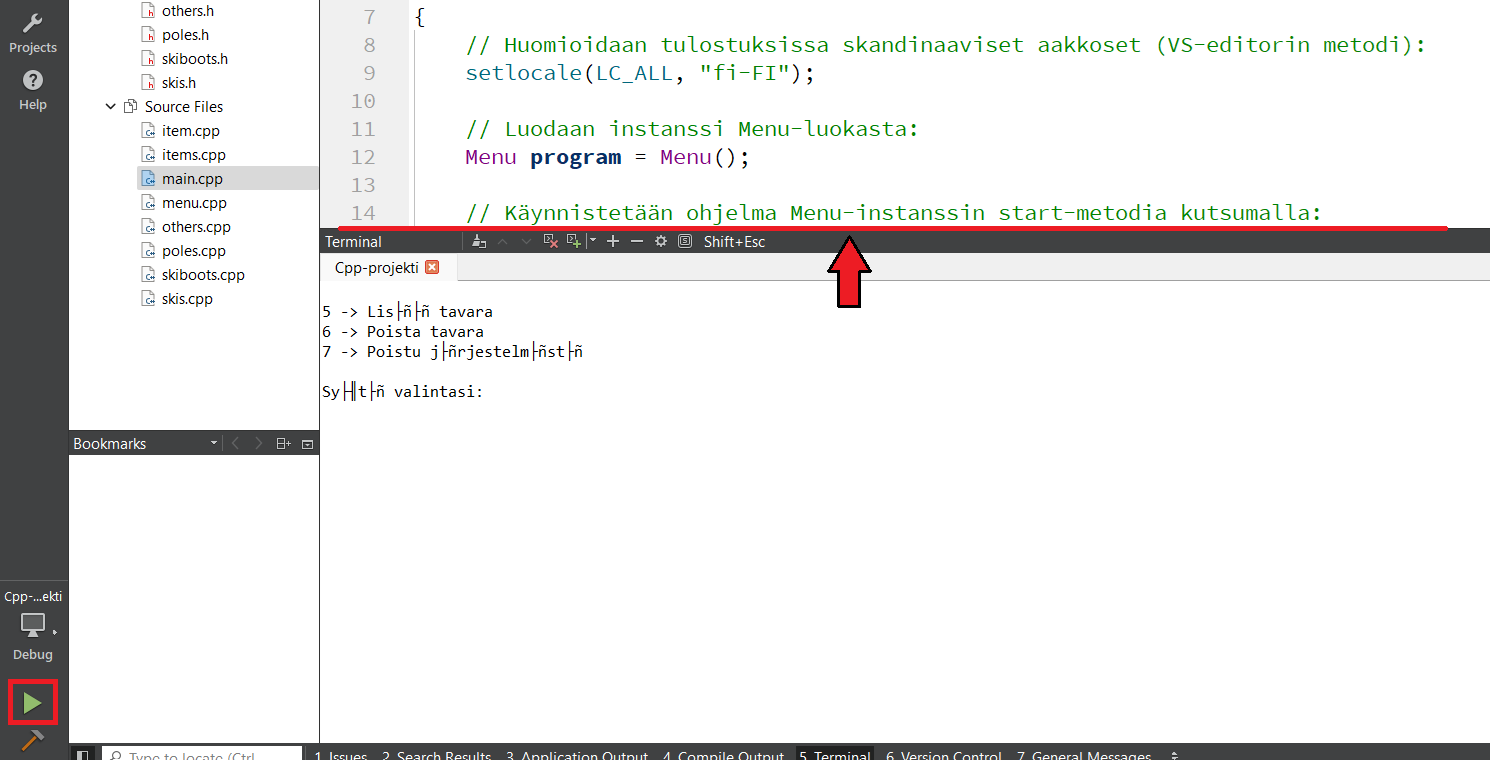 Projects
Help
others.h
poles.h
skiboots.h
skis.h
Source Files
item.cpp
items.cpp
main.cpp
menu.cpp
others.cpp
poles.cpp
skiboots.cpp
skis.cpp
Bookmarks
7 {
8 // Huomioidaan tulostuksissa skandinaaviset aakkoset (VS-editorin metodi):
9 setlocale(LC_ALL, "fi-FI");
10
11 // Luodaan instanssi Menu-luokasta:
12 Menu program = Menu();
13
14 // Käynnistetään ohjelma Menu-instanssin start-metodia kutsumalla:
Terminal Shift+Esc
Cpp-projekti
5 -> Lis├ñ├ñ tavara
6 -> Poista tavara
7 -> Poistu j├ñrjestelm├ñst├ñ
Sy├╢t├ñ valintasi:
Cpp-...ekti
Debug
Type to locate (Ctrl
1 Issues 2 Search Results 3 Application Output 4 Compile Output 5 Terminal 6 Version Control 7 General Messages